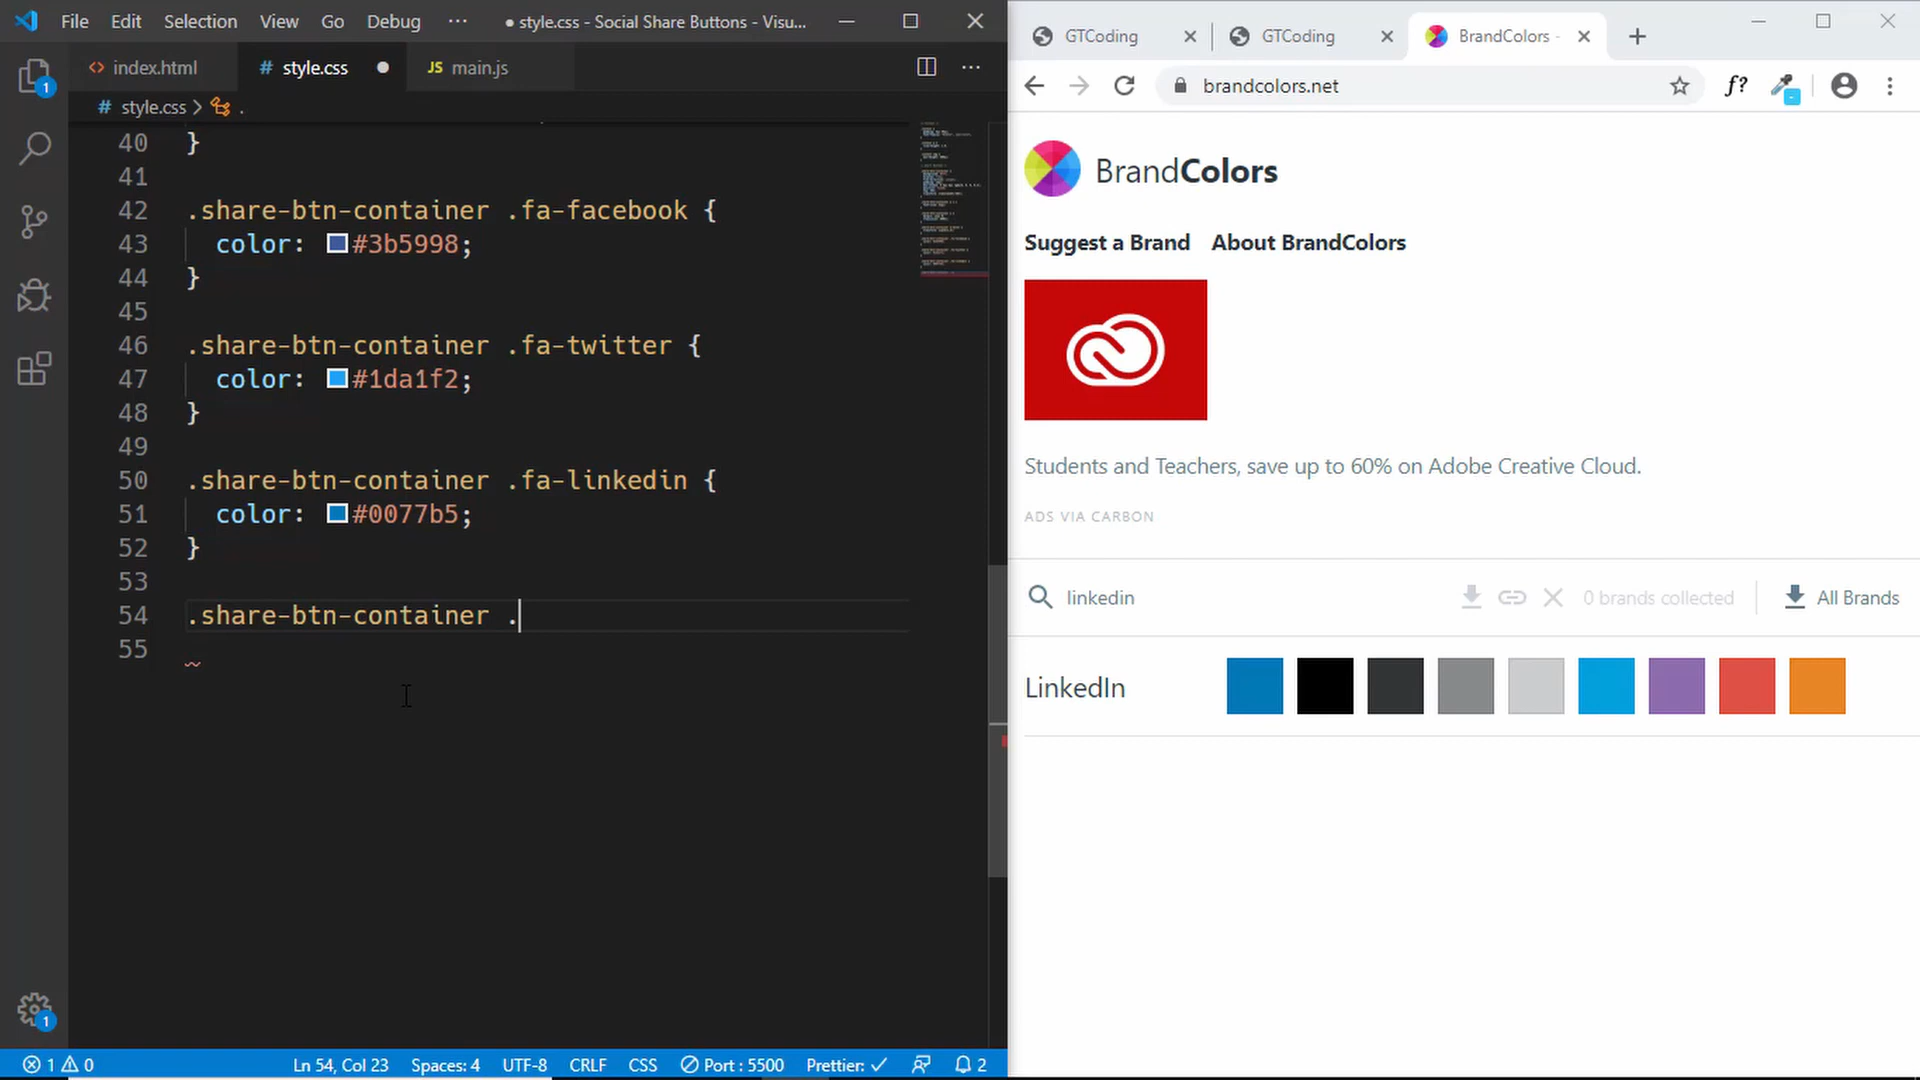 File Edit Selection View Go Debug ··· ● style.css - Social Share Buttons - Visu...
index.html # style.css ● JS main.js ···
# style.css > .
40 }
41
42 .share-btn-container .fa-facebook {
43 color: #3b5998;
44 }
45
46 .share-btn-container .fa-twitter {
47 color: #1da1f2;
48 }
49
50 .share-btn-container .fa-linkedin {
51 color: #0077b5;
52 }
53
54 .share-btn-container .
55
1 0 Ln 54, Col 23 Spaces: 4 UTF-8 CRLF CSS Port : 5500 Prettier: ✓ 2
1
1
GTCoding GTCoding BrandColors -
brandcolors.net f?
BrandColors
Suggest a Brand About BrandColors
Students and Teachers, save up to 60% on Adobe Creative Cloud.
ADS VIA CARBON
linkedin 0 brands collected All Brands
LinkedIn